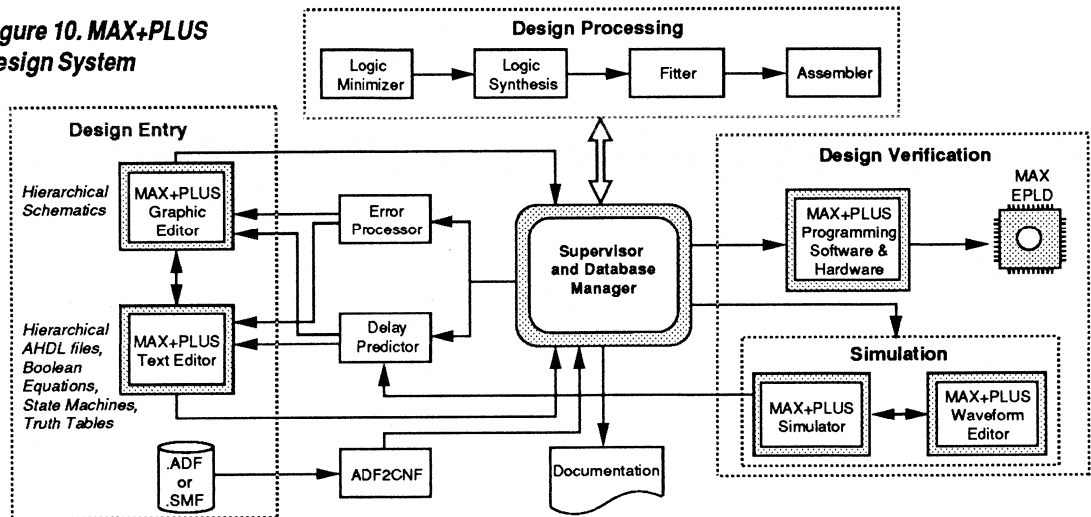 gure 10. MAX+PLUS
esign System
Design Processing
Logic
Minimizer
Logic
Synthesis
Fitter
Assembler
Design Entry
Hierarchical
Schematics
MAX+PLUS
Graphic
Editor
Hierarchical
AHDL files,
Boolean
Equations,
State Machines,
Truth Tables
MAX+PLUS
Text Editor
.ADF
or
.SMF
ADF2CNF
Error
Processor
Delay
Predictor
Supervisor
and Database
Manager
Documentation
Design Verification
MAX+PLUS
Programming
Software &
Hardware
MAX
EPLD
Simulation
MAX+PLUS
Simulator
MAX+PLUS
Waveform
Editor